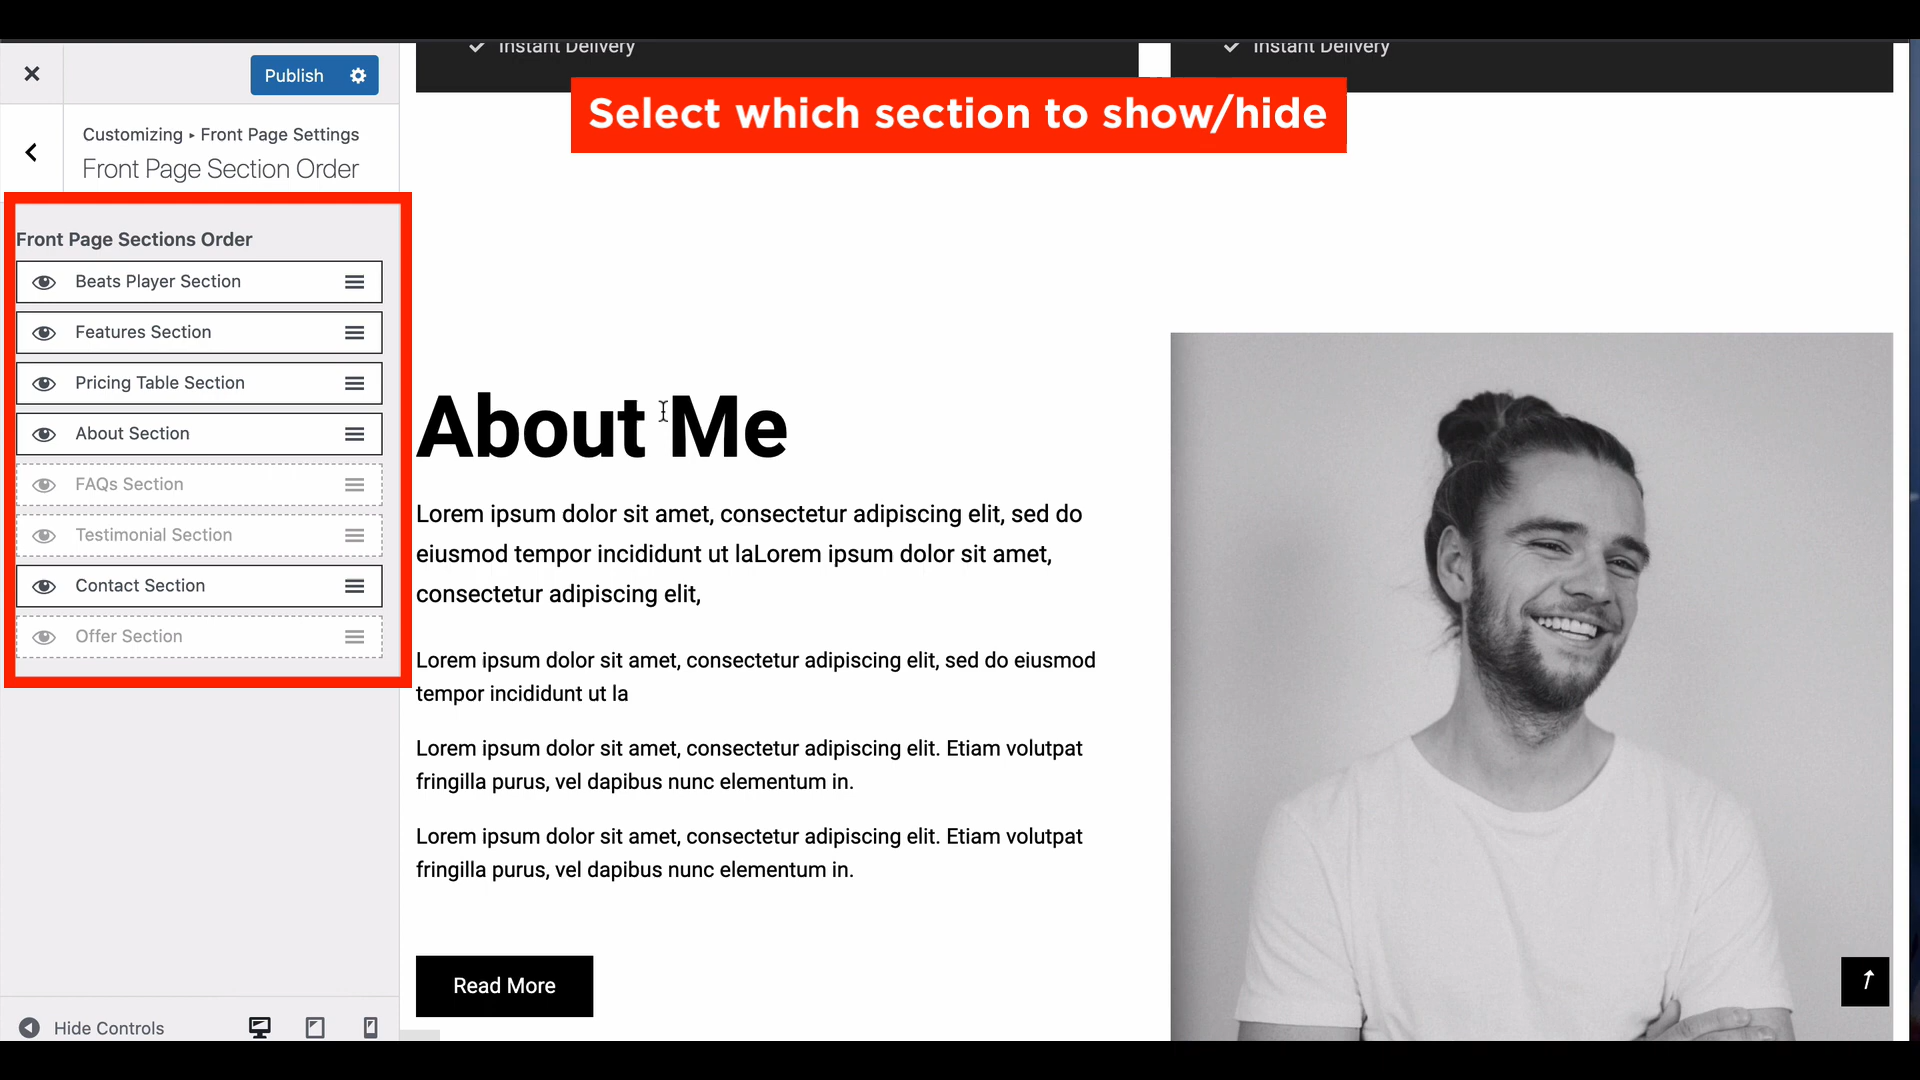 Instant Delivery
Instant Delivery
Publish
Select which section to show/hide
Customizing ▸ Front Page Settings
Front Page Section Order
Front Page Sections Order
Beats Player Section
Features Section
Pricing Table Section
About Section
FAQs Section
Testimonial Section
Contact Section
Offer Section
About Me
Lorem ipsum dolor sit amet, consectetur adipiscing elit, sed do
eiusmod tempor incididunt ut laLorem ipsum dolor sit amet,
consectetur adipiscing elit,
Lorem ipsum dolor sit amet, consectetur adipiscing elit, sed do eiusmod
tempor incididunt ut la
Lorem ipsum dolor sit amet, consectetur adipiscing elit. Etiam volutpat
fringilla purus, vel dapibus nunc elementum in.
Lorem ipsum dolor sit amet, consectetur adipiscing elit. Etiam volutpat
fringilla purus, vel dapibus nunc elementum in.
Read More
Hide Controls